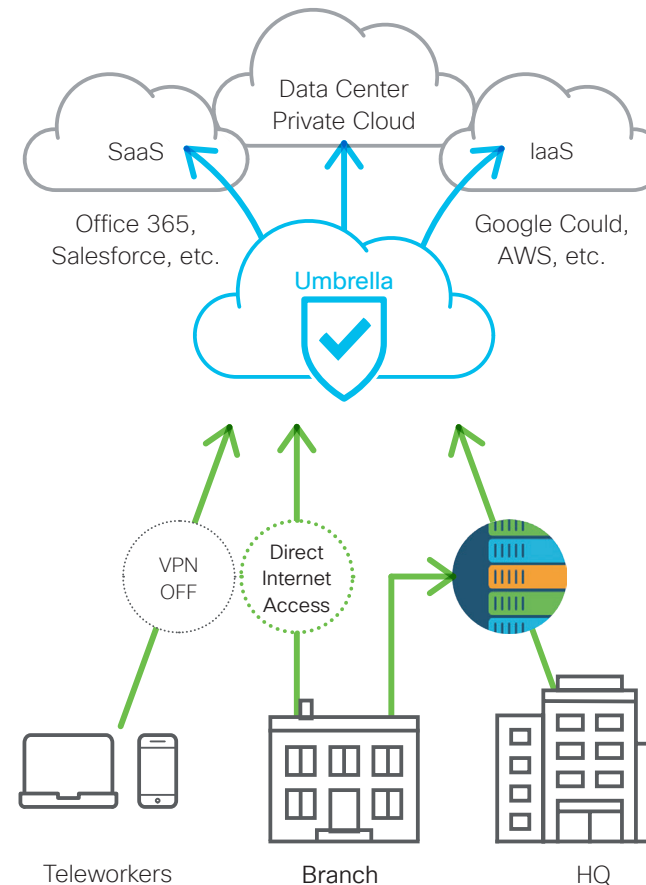 Data Center
Private Cloud
SaaS
IaaS
Office 365,
Salesforce, etc.
Google Could,
AWS, etc.
Umbrella
VPN
OFF
Direct
Internet
Access
Teleworkers
Branch
HQ